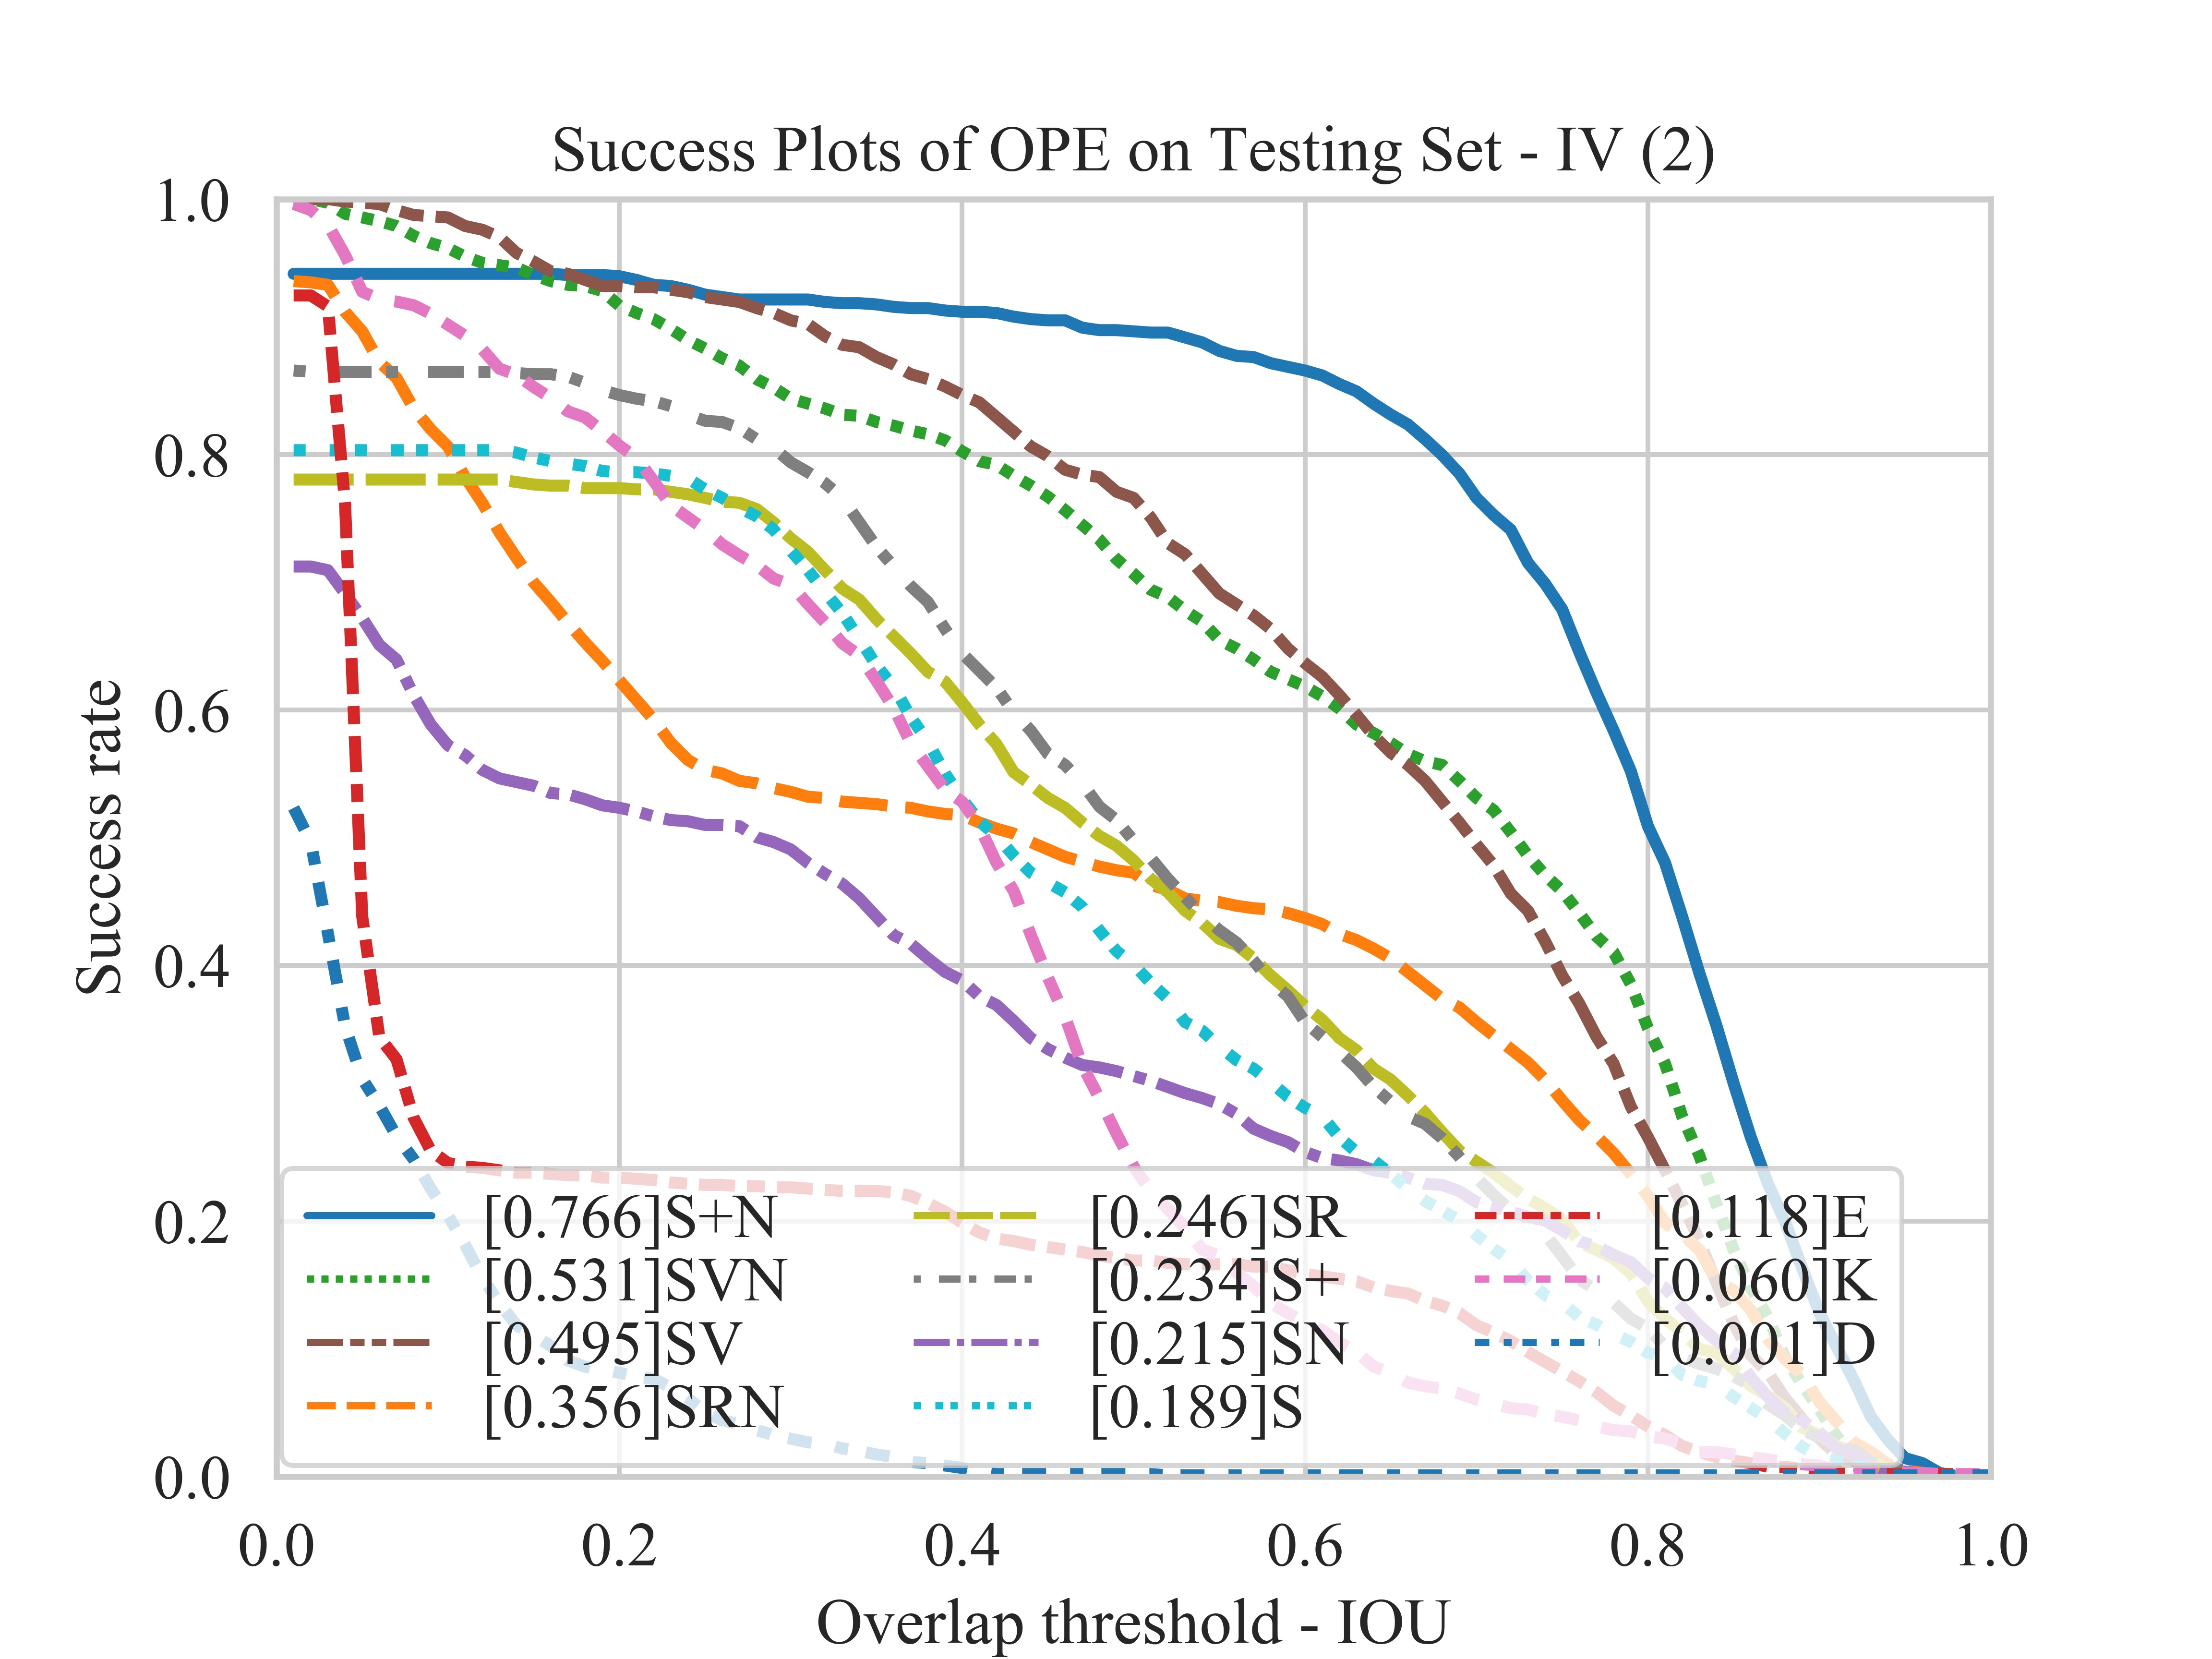 Success Plots of OPE on Testing Set - IV (2)
Success rate
1.0
0.8
0.6
0.4
0.2
0.0
[0.766]S+N
[0.531]SVN
[0.495]SV
[0.356]SRN
[0.246]SR
[0.234]S+
[0.215]SN
[0.189]S
[0.118]E
[0.060]K
[0.001]D
0.0 0.2 0.4 0.6 0.8 1.0
Overlap threshold - IOU